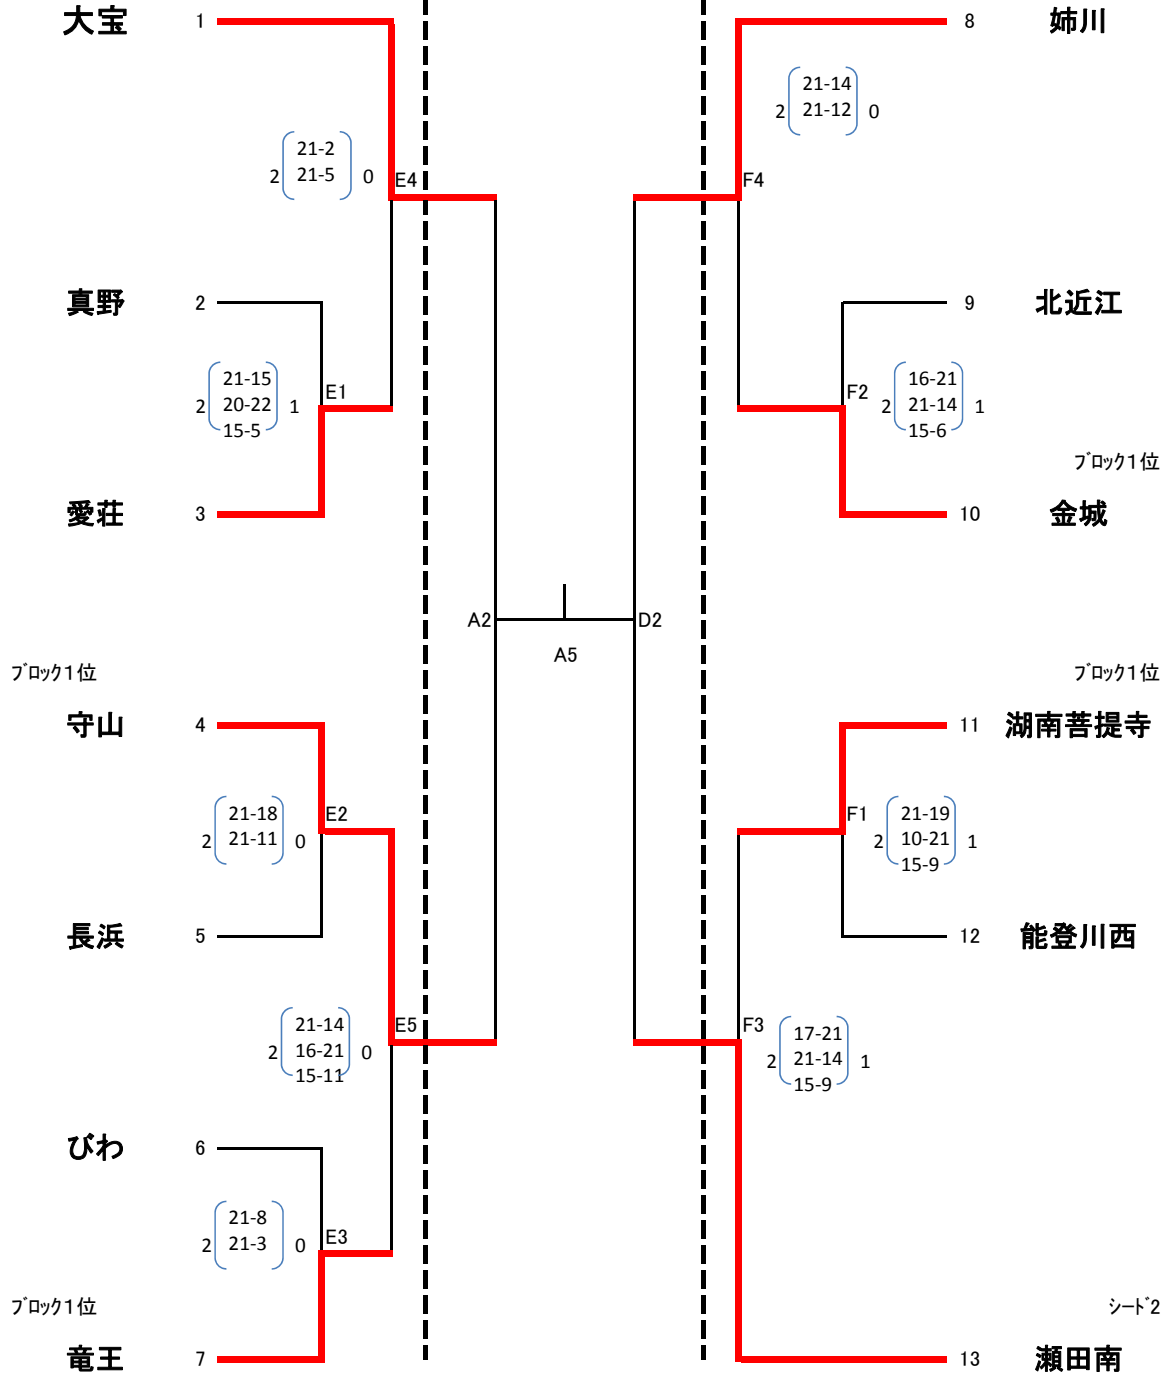 大宝 1
8 姉川
21-14
2 21-12 0
21-2
2 21-5 0
E4
F4
真野 2
9 北近江
21-15
2 20-22 1
15-5
E1
F2
16-21
2 21-14 1
15-6
ﾌﾞﾛｯｸ1位
愛荘 3
10 金城
A2
D2
A5
ﾌﾞﾛｯｸ1位
ﾌﾞﾛｯｸ1位
守山 4
11 湖南菩提寺
21-18
2 21-11 0
E2
F1
21-19
2 10-21 1
15-9
長浜 5
12 能登川西
21-14
2 16-21 0
15-11
E5
F3
17-21
2 21-14 1
15-9
びわ 6
21-8
2 21-3 0
E3
ﾌﾞﾛｯｸ1位
ｼｰﾄﾞ2
竜王 7
13 瀬田南